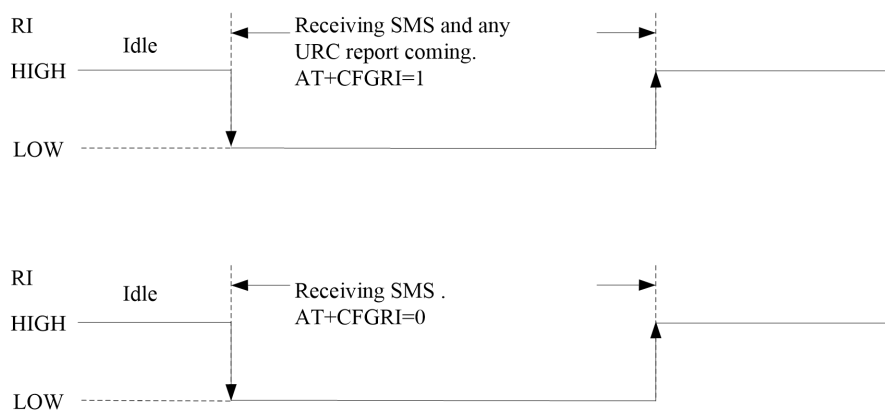 RI
Idle
Receiving SMS and any
URC report coming.
AT+CFGRI=1
HIGH
LOW
RI
Idle
Receiving SMS .
AT+CFGRI=0
HIGH
LOW